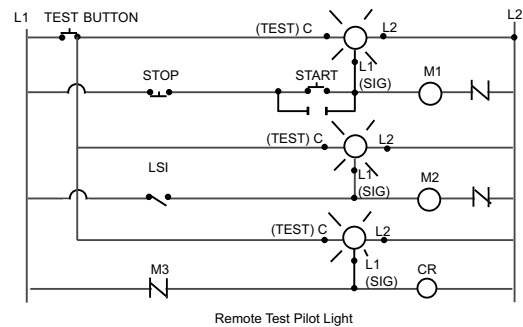 L1 TEST BUTTON L2
(TEST) C L2
L1
(SIG)
STOP START M1
(TEST) C L2
L1
(SIG)
LSI M2
(TEST) C L2
L1
(SIG)
M3 CR
Remote Test Pilot Light